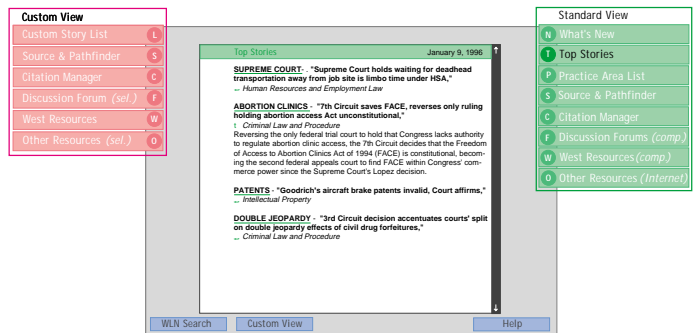 Custom View
Custom Story List L
Source & Pathfinder S
Citation Manager C
Discussion Forum (sel.) F
West Resources W
Other Resources (sel.) O
Top Stories January 9, 1996
SUPREME COURT- . "Supreme Court holds waiting for deadhead
transportation away from job site is limbo time under HSA,"
... Human Resources and Employment Law
ABORTION CLINICS - "7th Circuit saves FACE, reverses only ruling
holding abortion access Act unconstitutional,"
t Criminal Law and Procedure
Reversing the only federal trial court to hold that Congress lacks authority
to regulate abortion clinic access, the 7th Circuit decides that the Freedom
of Access to Abortion Clinics Act of 1994 (FACE) is constitutional, becom-
ing the second federal appeals court to find FACE within Congress' com-
merce power since the Supreme Court's Lopez decision.
PATENTS - "Goodrich's aircraft brake patents invalid, Court affirms,"
... Intellectual Property
DOUBLE JEOPARDY - "3rd Circuit decision accentuates courts' split
on double jeopardy effects of civil drug forfeitures,"
... Criminal Law and Procedure
WLN Search Custom View Help
Standard View
N What's New
T Top Stories
P Practice Area List
S Source & Pathfinder
C Citation Manager
F Discussion Forums (comp.)
W West Resources (comp.)
O Other Resources (Internet)